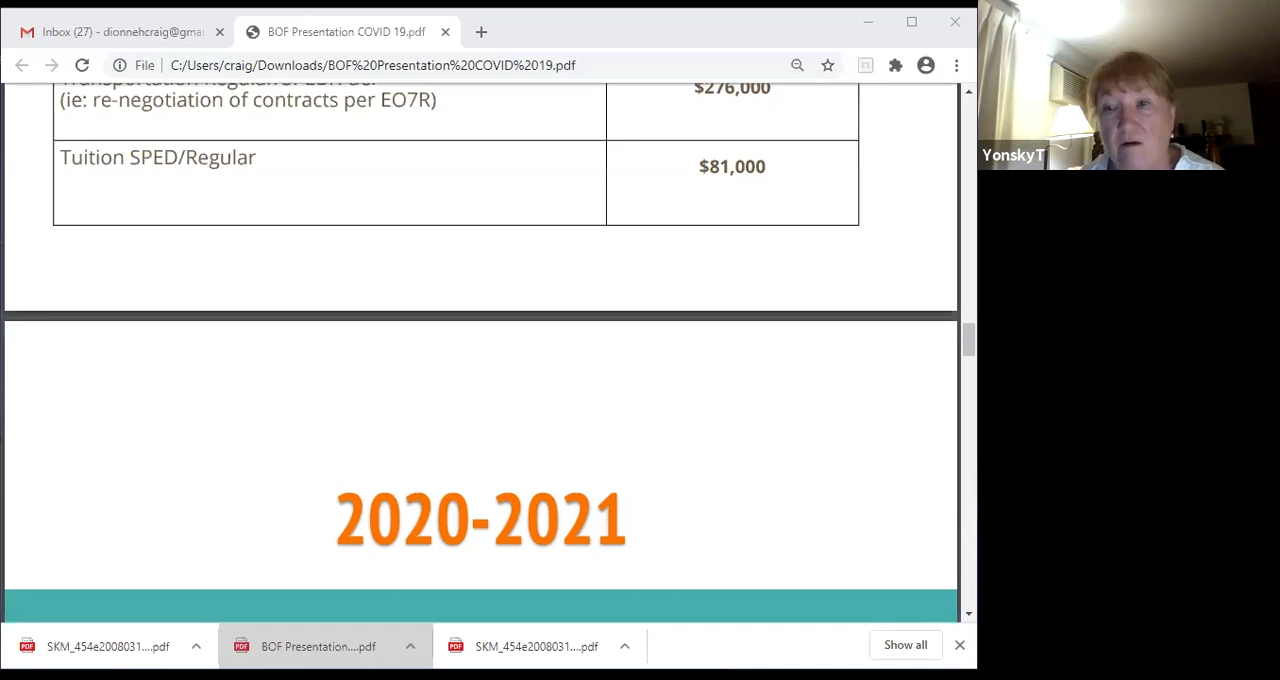 Inbox (27) - dionnehcraig@gmai
BOF Presentation COVID 19.pdf
File
C:/Users/craig/Downloads/BOF%20Presentation%20COVID%2019.pdf
(ie: re-negotiation of contracts per EO7R)
$276,000
YonskyT
Tuition SPED/Regular
$81,000
2020-2021
SKM_454e2008031....pdf
BOF Presentation....pdf
SKM_454e2008031....pdf
Show all